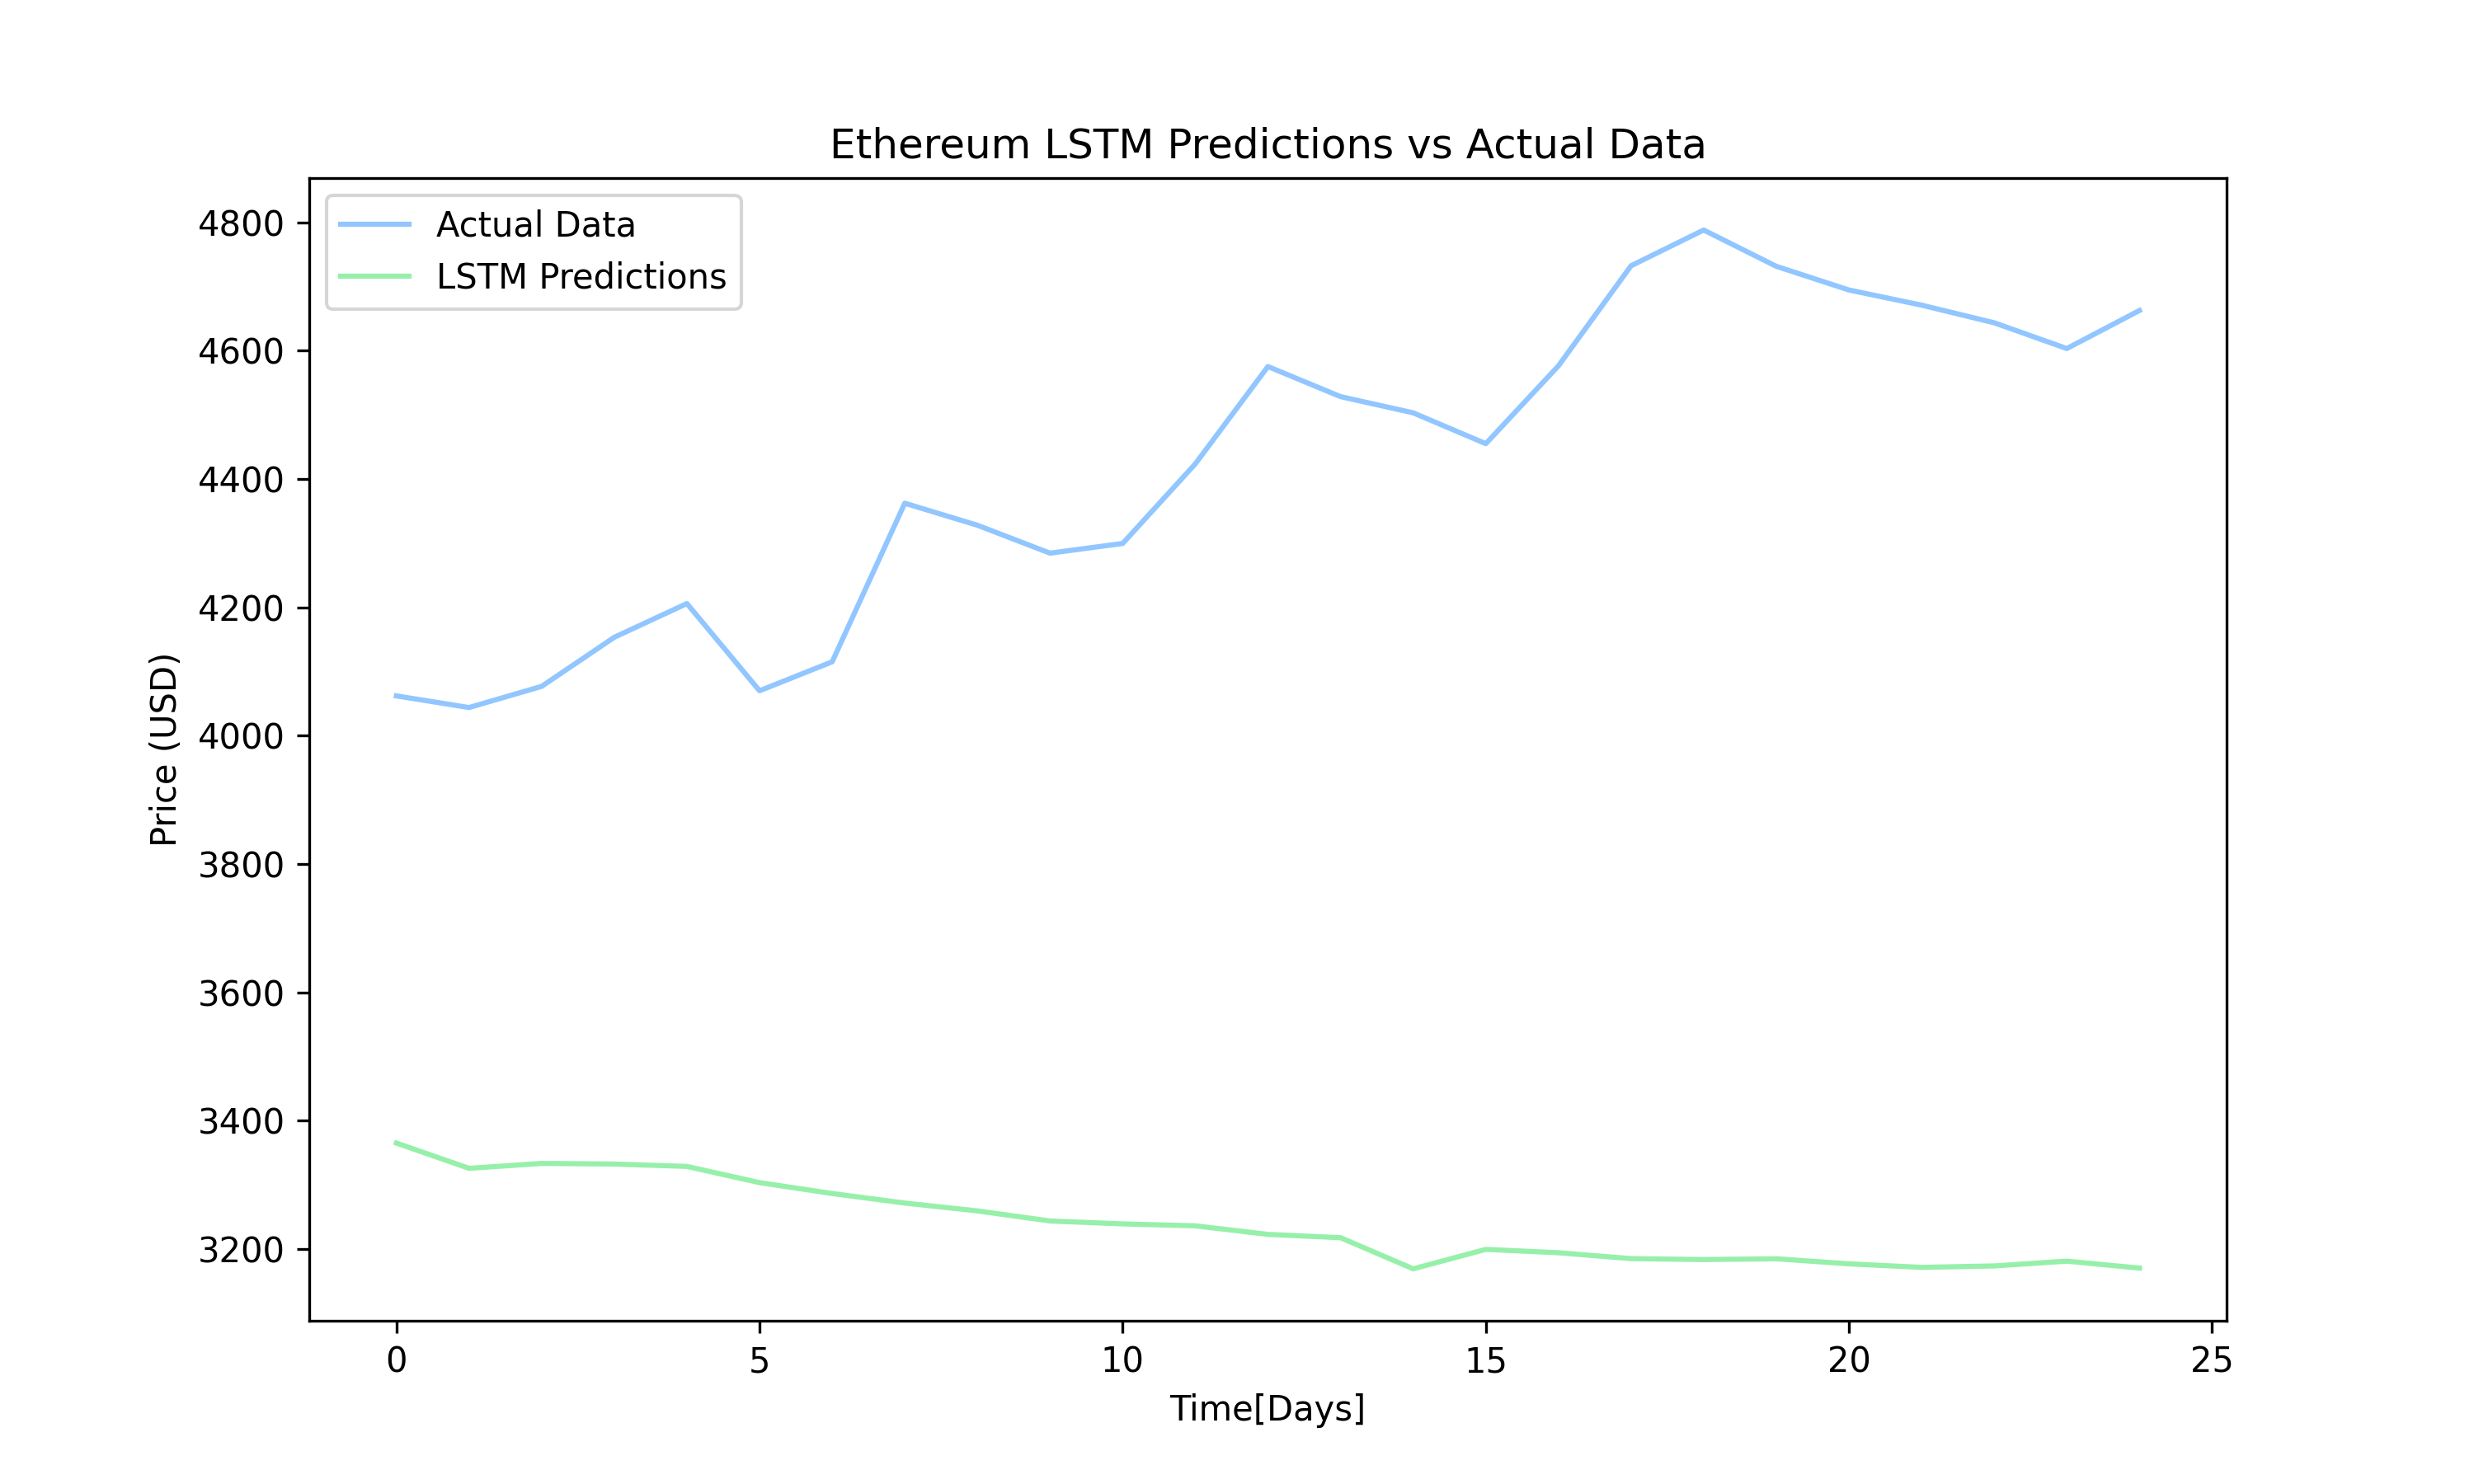 Ethereum LSTM Predictions vs Actual Data
Actual Data
LSTM Predictions
4800
4600
4400
4200
4000
3800
3600
3400
3200
Price (USD)
0 5 10 15 20 25
Time[Days]